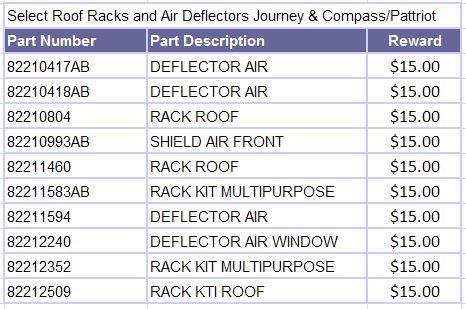 Select Roof Racks and Air Deflectors Journey & Compass/Pattriot
Part Number Part Description Reward
82210417AB DEFLECTOR AIR $15.00
82210418AB DEFLECTOR AIR $15.00
82210804 RACK ROOF $15.00
82210993AB SHIELD AIR FRONT $15.00
82211460 RACK ROOF $15.00
82211583AB RACK KIT MULTIPURPOSE $15.00
82211594 DEFLECTOR AIR $15.00
82212240 DEFLECTOR AIR WINDOW $15.00
82212352 RACK KIT MULTIPURPOSE $15.00
82212509 RACK KTI ROOF $15.00